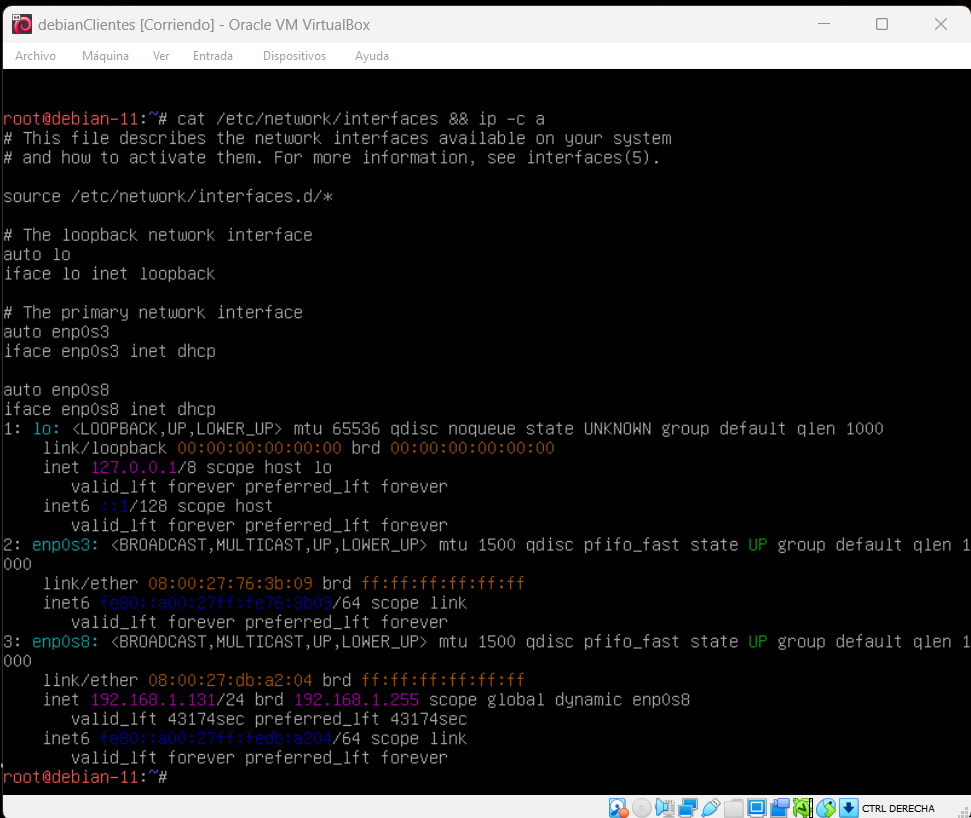 debianClientes [Corriendo] - Oracle VM VirtualBox
Archivo Máquina Ver Entrada Dispositivos Ayuda
root@debian-11:~# cat /etc/network/interfaces && ip -c a
# This file describes the network interfaces available on your system
# and how to activate them. For more information, see interfaces(5).
source /etc/network/interfaces.d/*
# The loopback network interface
auto lo
iface lo inet loopback
# The primary network interface
auto enp0s3
iface enp0s3 inet dhcp
auto enp0s8
iface enp0s8 inet dhcp
1: lo: <LOOPBACK,UP,LOWER_UP> mtu 65536 qdisc noqueue state UNKNOWN group default qlen 1000
link/loopback 00:00:00:00:00:00 brd 00:00:00:00:00:00
inet 127.0.0.1/8 scope host lo
valid_lft forever preferred_lft forever
inet6 ::1/128 scope host
valid_lft forever preferred_lft forever
2: enp0s3: <BROADCAST,MULTICAST,UP,LOWER_UP> mtu 1500 qdisc pfifo_fast state UP group default qlen 1
000
link/ether 08:00:27:76:3b:09 brd ff:ff:ff:ff:ff:ff
inet6 fe80::a00:27ff:fe76:3b09/64 scope link
valid_lft forever preferred_lft forever
3: enp0s8: <BROADCAST,MULTICAST,UP,LOWER_UP> mtu 1500 qdisc pfifo_fast state UP group default qlen 1
000
link/ether 08:00:27:db:a2:04 brd ff:ff:ff:ff:ff:ff
inet 192.168.1.131/24 brd 192.168.1.255 scope global dynamic enp0s8
valid_lft 43174sec preferred_lft 43174sec
inet6 fe80::a00:27ff:fedb:a204/64 scope link
valid_lft forever preferred_lft forever
root@debian-11:~#
CTRL DERECHA